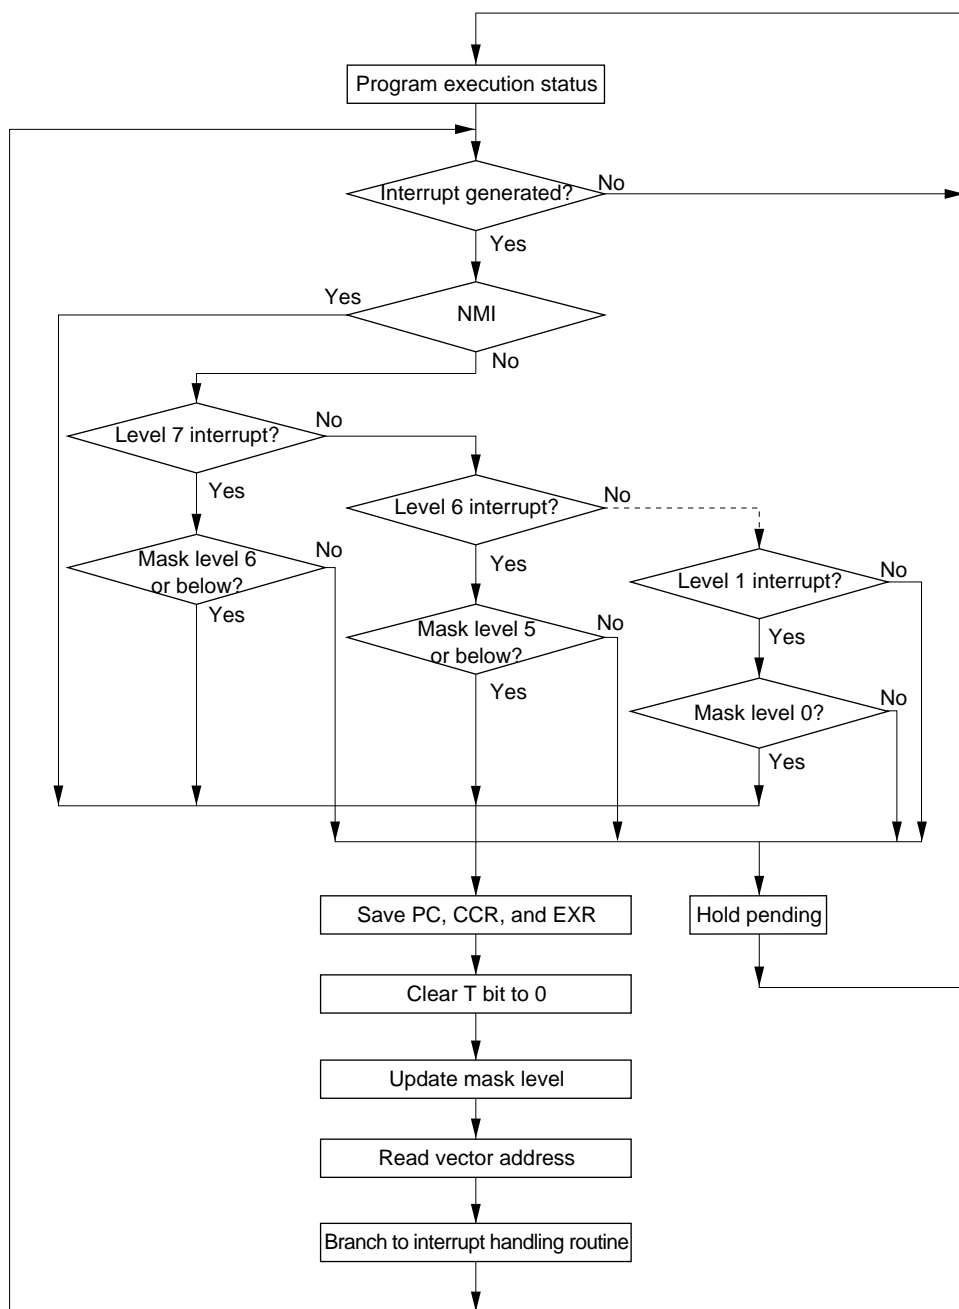 Program execution status
Interrupt generated?
No
Yes
Yes
NMI
No
Level 7 interrupt?
No
Yes
Level 6 interrupt?
No
Mask level 6
or below?
No
Yes
Yes
Level 1 interrupt?
No
Mask level 5
or below?
No
Yes
Yes
Mask level 0?
No
Yes
Save PC, CCR, and EXR
Hold pending
Clear T bit to 0
Update mask level
Read vector address
Branch to interrupt handling routine